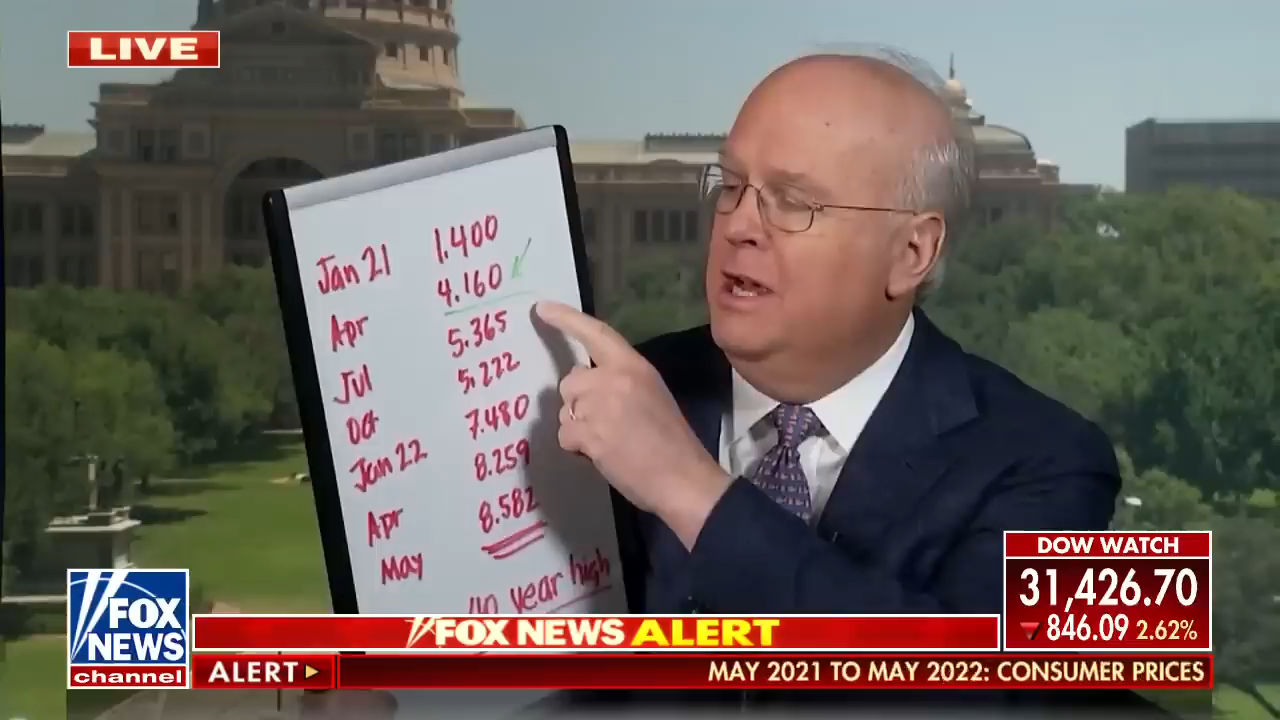 LIVE
Jan 21 1.400
Apr 4.160
Jul 5.365
Oct 5.222
Jan 22 7.480
Apr 8.259
May 8.582
40 year high
DOW WATCH
31,426.70
▼ 846.09 2.62%
FOX NEWS ALERT
FOX
NEWS
channel
ALERT ▸
MAY 2021 TO MAY 2022: CONSUMER PRICES